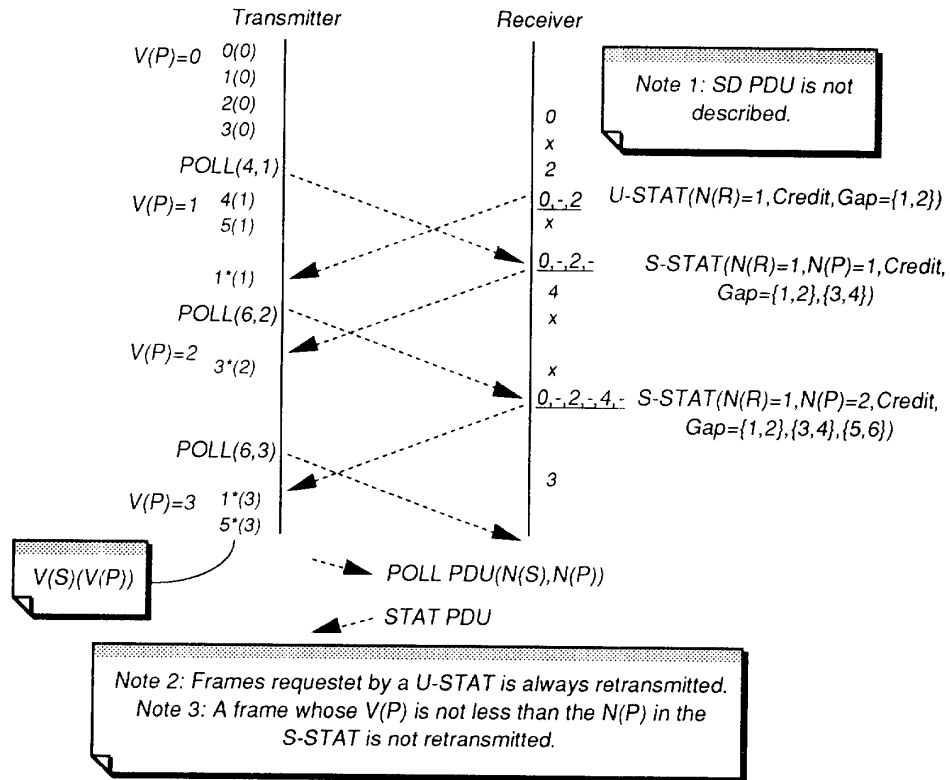 Transmitter Receiver
V(P)=0 0(0)
1(0)
2(0)
3(0)
Note 1: SD PDU is not
described.
0
x
2
POLL(4,1)
V(P)=1 4(1)
5(1)
0,-,2 U-STAT(N(R)=1,Credit,Gap={1,2})
x
1*(1)
0,-,2,- S-STAT(N(R)=1,N(P)=1,Credit,
Gap={1,2},{3,4})
4
POLL(6,2)
x
V(P)=2 3*(2)
x
0,-,2,-,4,- S-STAT(N(R)=1,N(P)=2,Credit,
Gap={1,2},{3,4},{5,6})
POLL(6,3)
3
V(P)=3 1*(3)
5*(3)
V(S)(V(P))
POLL PDU(N(S),N(P))
STAT PDU
Note 2: Frames requestet by a U-STAT is always retransmitted.
Note 3: A frame whose V(P) is not less than the N(P) in the
S-STAT is not retransmitted.